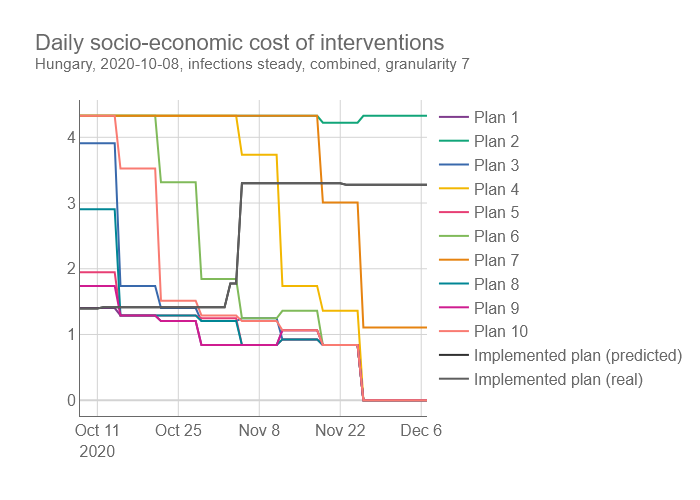 Daily socio-economic cost of interventions
Hungary, 2020-10-08, infections steady, combined, granularity 7
4
3
2
1
0
Oct 11
2020
Oct 25
Nov 8
Nov 22
Dec 6
Plan 1
Plan 2
Plan 3
Plan 4
Plan 5
Plan 6
Plan 7
Plan 8
Plan 9
Plan 10
Implemented plan (predicted)
Implemented plan (real)